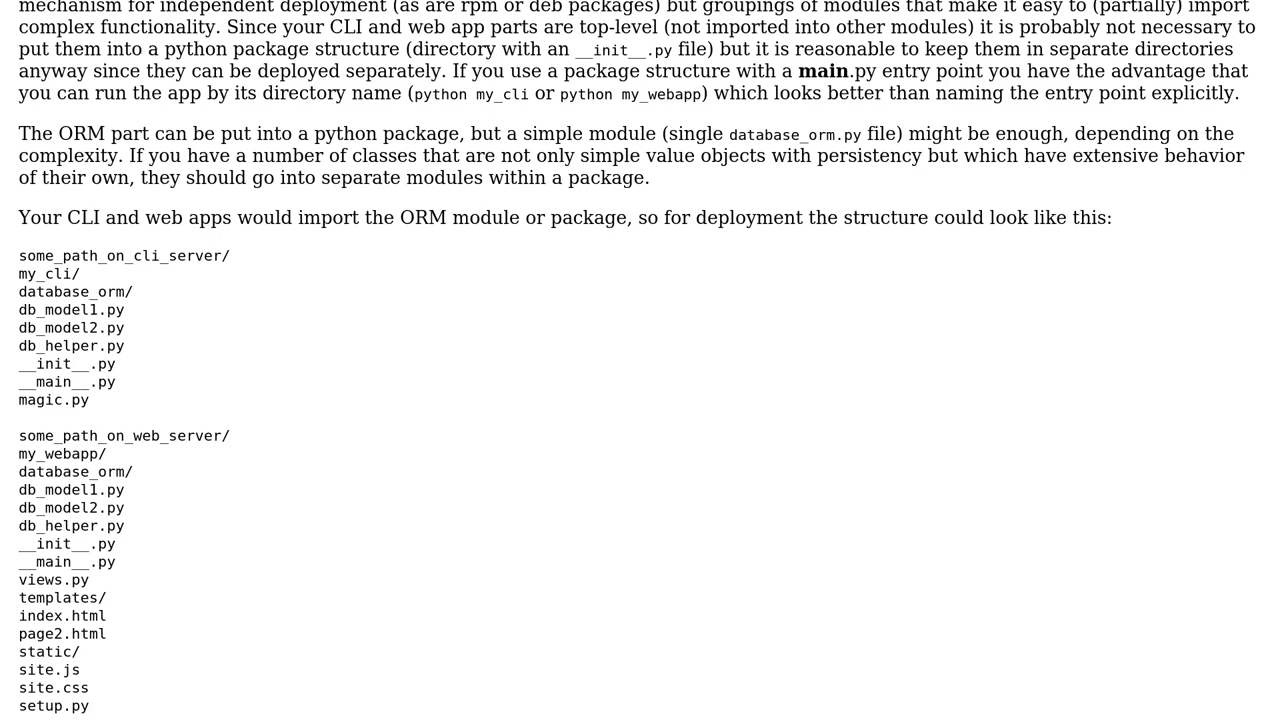 mechanism for independent deployment (as are rpm or deb packages) but groupings of modules that make it easy to (partially) import
complex functionality. Since your CLI and web app parts are top-level (not imported into other modules) it is probably not necessary to
put them into a python package structure (directory with an __init__.py file) but it is reasonable to keep them in separate directories
anyway since they can be deployed separately. If you use a package structure with a main.py entry point you have the advantage that
you can run the app by its directory name (python my_cli or python my_webapp) which looks better than naming the entry point explicitly.
The ORM part can be put into a python package, but a simple module (single database_orm.py file) might be enough, depending on the
complexity. If you have a number of classes that are not only simple value objects with persistency but which have extensive behavior
of their own, they should go into separate modules within a package.
Your CLI and web apps would import the ORM module or package, so for deployment the structure could look like this:
some_path_on_cli_server/
my_cli/
database_orm/
db_model1.py
db_model2.py
db_helper.py
__init__.py
__main__.py
magic.py
some_path_on_web_server/
my_webapp/
database_orm/
db_model1.py
db_model2.py
db_helper.py
__init__.py
__main__.py
views.py
templates/
index.html
page2.html
static/
site.js
site.css
setup.py